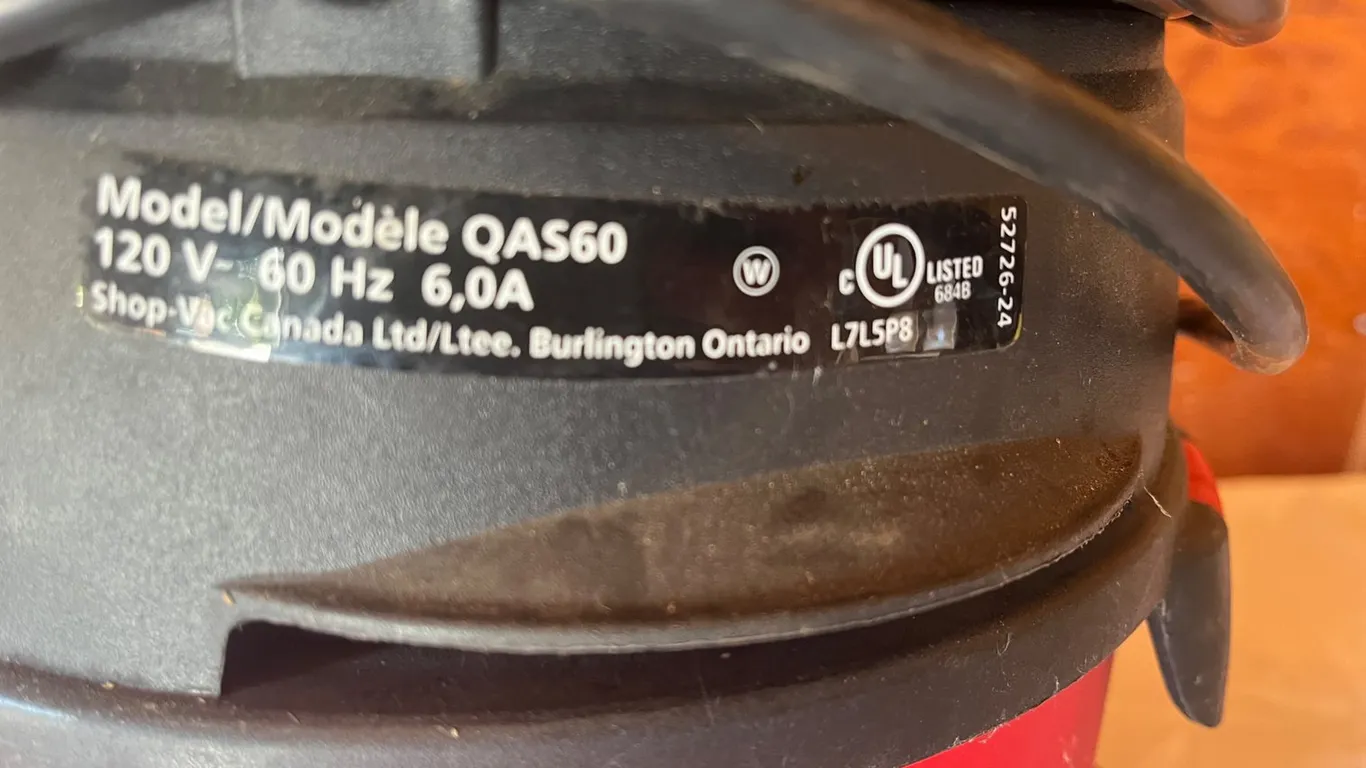 Model/Modèle QAS60
120 V~ 60 Hz 6,0A
Shop-Vac Canada Ltd/Ltee. Burlington Ontario
W
C UL LISTED
684B
L7L5P8
52726-24